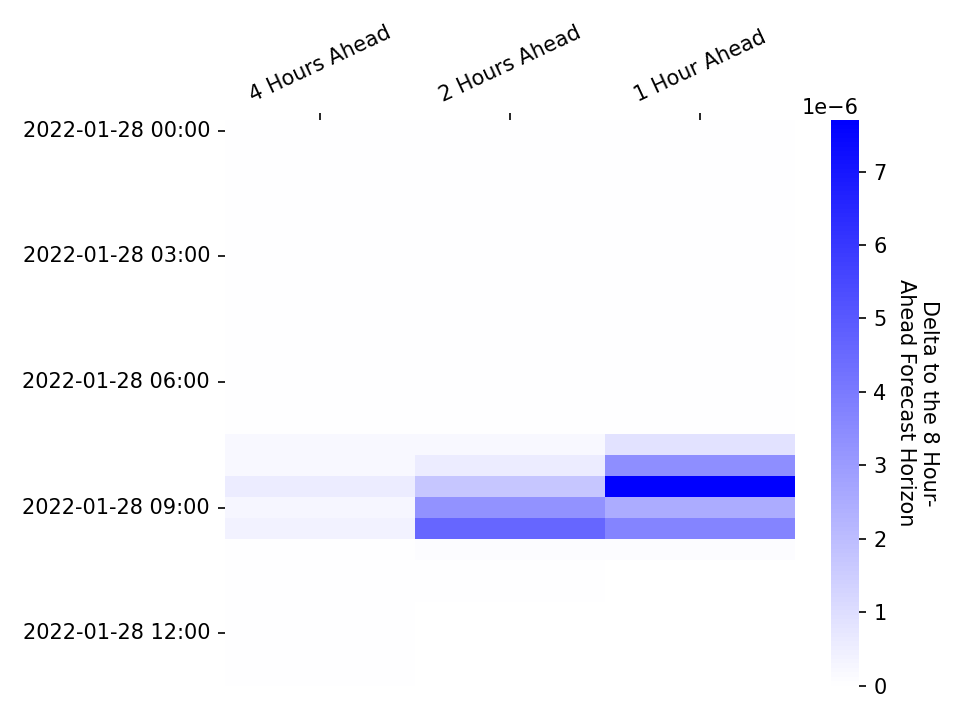 4 Hours Ahead
2 Hours Ahead
1 Hour Ahead
1e−6
2022-01-28 00:00
2022-01-28 03:00
2022-01-28 06:00
2022-01-28 09:00
2022-01-28 12:00
7
6
5
4
3
2
1
0
Delta to the 8 Hour-
Ahead Forecast Horizon